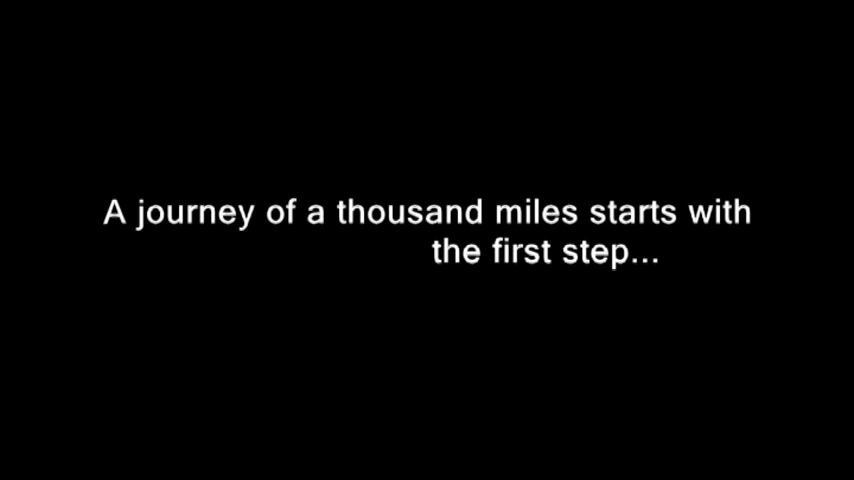 A journey of a thousand miles starts with
the first step...